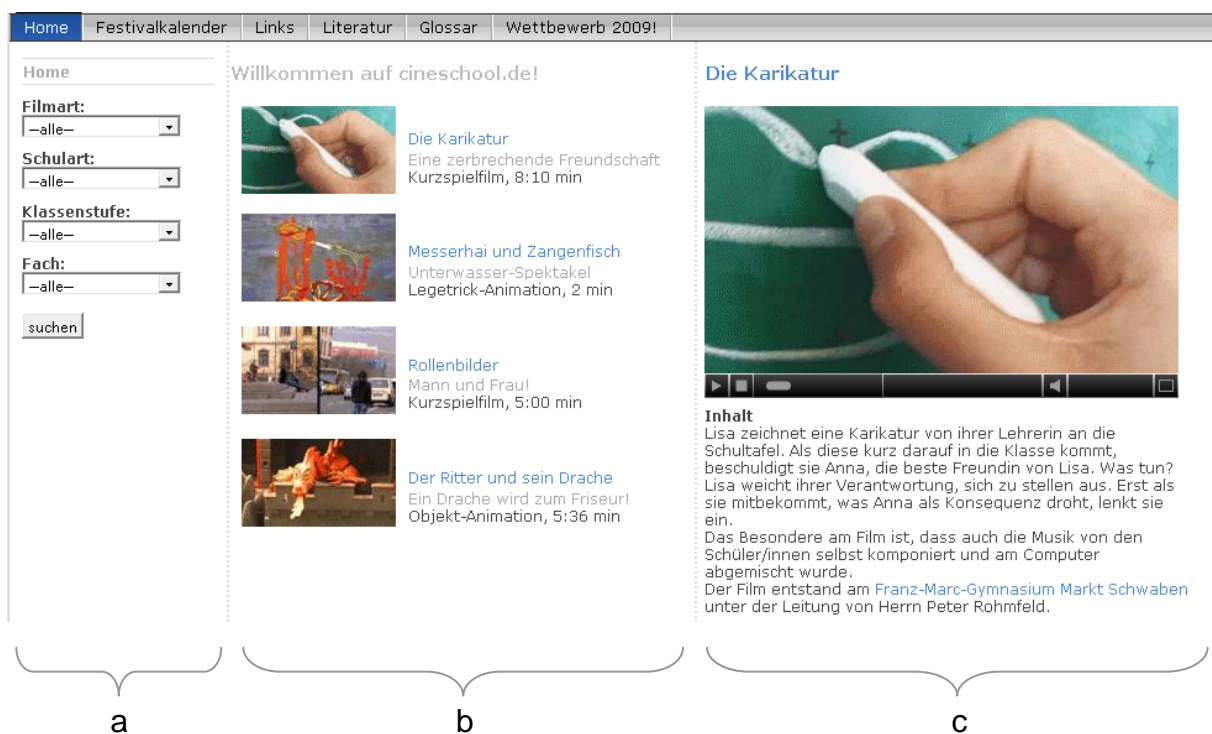 Home Festivalkalender Links Literatur Glossar Wettbewerb 2009!
Home
Filmart:
—alle—
Schulart:
—alle—
Klassenstufe:
—alle—
Fach:
—alle—
suchen
Willkommen auf cineschool.de!
Die Karikatur
Eine zerbrechende Freundschaft
Kurzspielfilm, 8:10 min
Messerhai und Zangenfisch
Unterwasser-Spektakel
Legetrick-Animation, 2 min
Rollenbilder
Mann und Frau!
Kurzspielfilm, 5:00 min
Der Ritter und sein Drache
Ein Drache wird zum Friseur!
Objekt-Animation, 5:36 min
Die Karikatur
Inhalt
Lisa zeichnet eine Karikatur von ihrer Lehrerin an die
Schultafel. Als diese kurz darauf in die Klasse kommt,
beschuldigt sie Anna, die beste Freundin von Lisa. Was tun?
Lisa weicht ihrer Verantwortung, sich zu stellen aus. Erst als
sie mitbekommt, was Anna als Konsequenz droht, lenkt sie
ein.
Das Besondere am Film ist, dass auch die Musik von den
Schüler/innen selbst komponiert und am Computer
abgemischt wurde.
Der Film entstand am Franz-Marc-Gymnasium Markt Schwaben
unter der Leitung von Herrn Peter Rohmfeld.
a
b
c